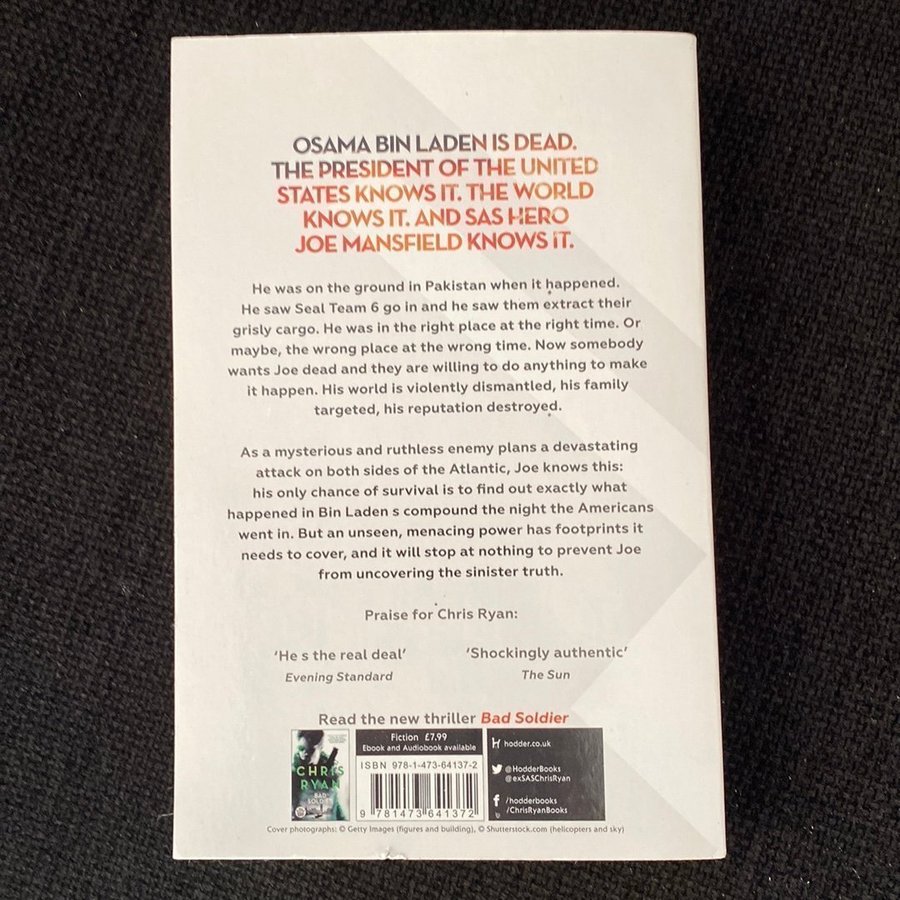 OSAMA BIN LADEN IS DEAD.
THE PRESIDENT OF THE UNITED
STATES KNOWS IT. THE WORLD
KNOWS IT. AND SAS HERO
JOE MANSFIELD KNOWS IT.
He was on the ground in Pakistan when it happened.
He saw Seal Team 6 go in and he saw them extract their
grisly cargo. He was in the right place at the right time. Or
maybe, the wrong place at the wrong time. Now somebody
wants Joe dead and they are willing to do anything to make
it happen. His world is violently dismantled, his family
targeted, his reputation destroyed.
As a mysterious and ruthless enemy plans a devastating
attack on both sides of the Atlantic, Joe knows this:
his only chance of survival is to find out exactly what
happened in Bin Laden s compound the night the Americans
went in. But an unseen, menacing power has footprints it
needs to cover, and it will stop at nothing to prevent Joe
from uncovering the sinister truth.
Praise for Chris Ryan:
'He s the real deal'
Evening Standard
'Shockingly authentic'
The Sun
Read the new thriller Bad Soldier
CHRIS
RYAN
BAD
SOLDIER
Fiction £7.99
Ebook and Audiobook available
ISBN 978-1-473-64137-2
9 781473 641372
hodder.co.uk
@HodderBooks
@exSASChrisRyan
/hodderbooks
/ChrisRyanBooks
Cover photographs: © Getty Images (figures and building), © Shutterstock.com (helicopters and sky)